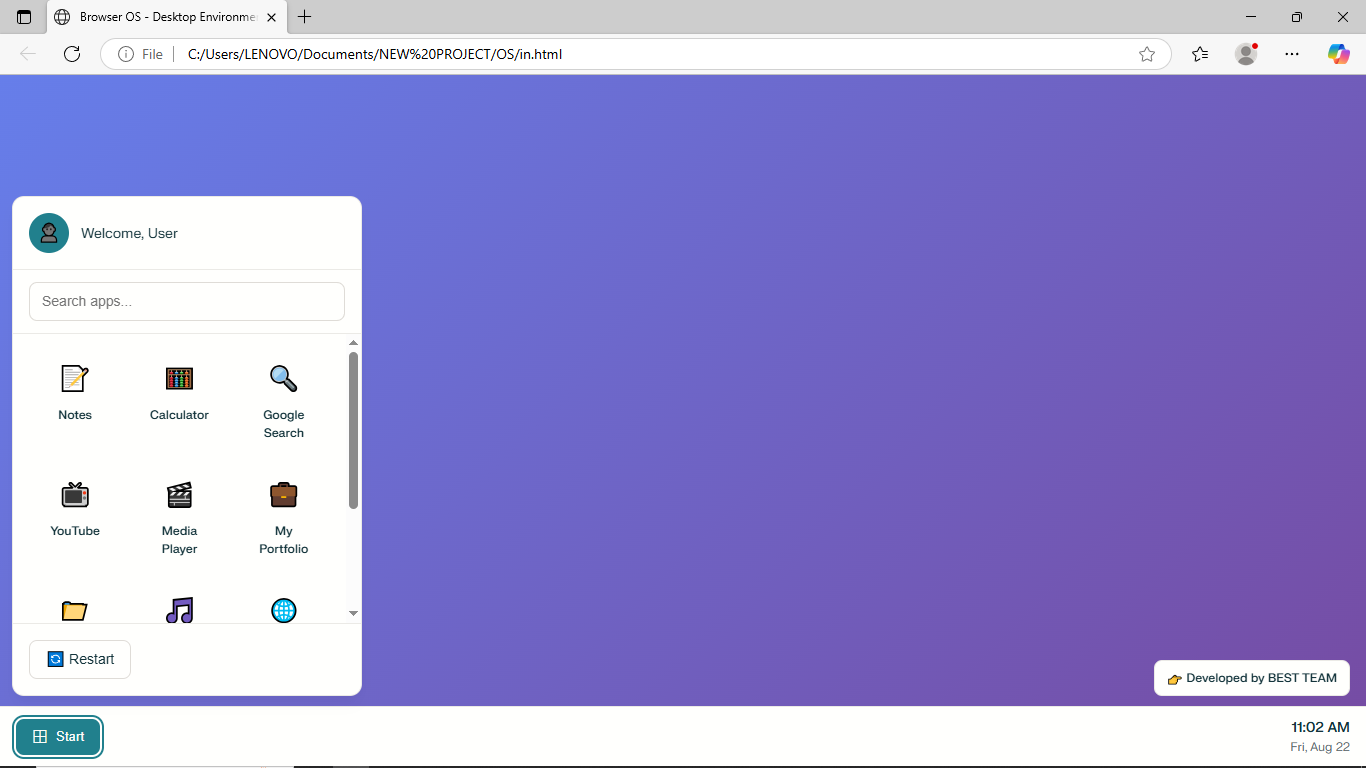 Browser OS - Desktop Environme
File
C:/Users/LENOVO/Documents/NEW%20PROJECT/OS/in.html
Welcome, User
Search apps...
Notes
Calculator
Google
Search
YouTube
Media
Player
My
Portfolio
Restart
Developed by BEST TEAM
Start
11:02 AM
Fri, Aug 22